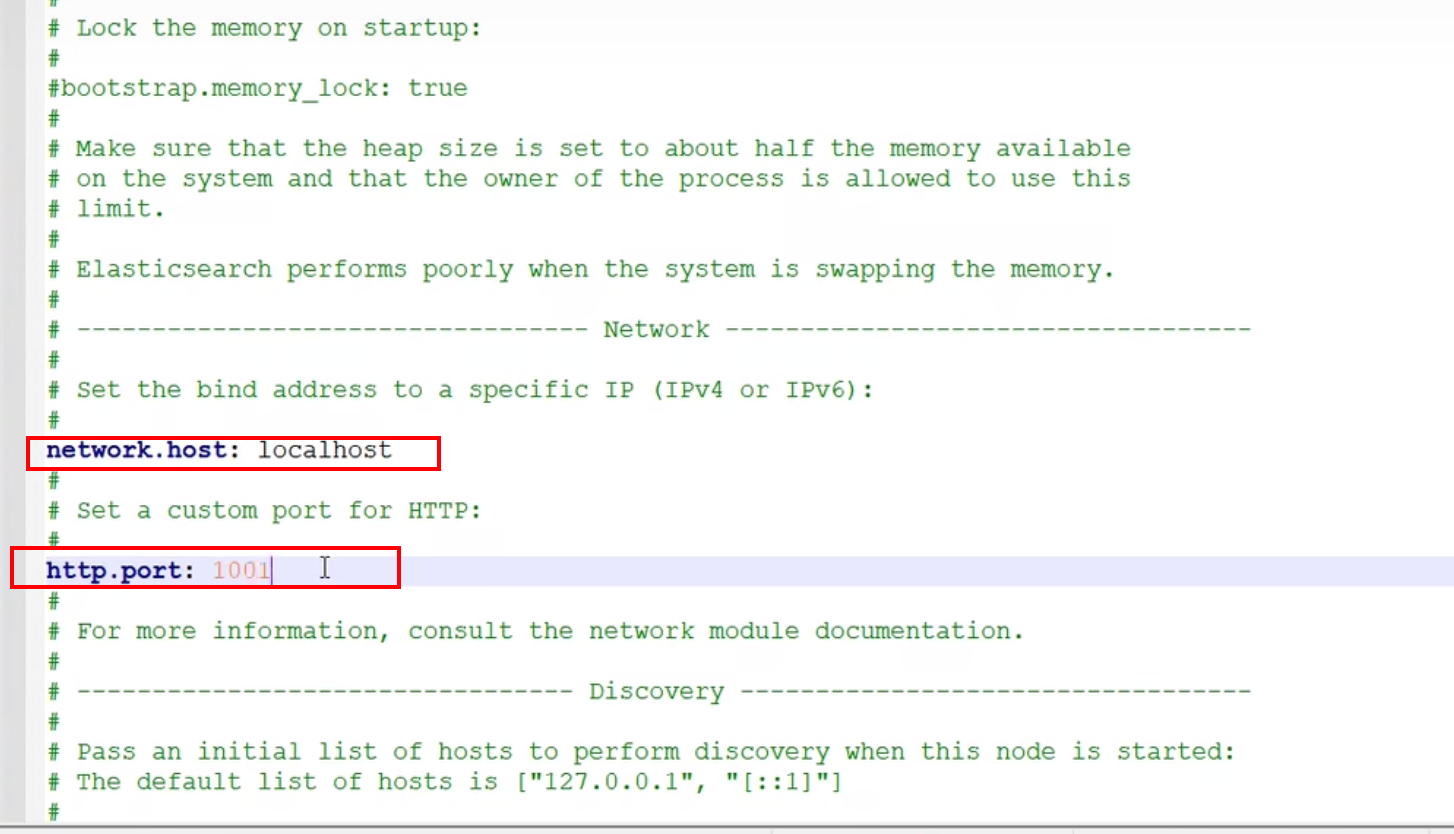 #
# Lock the memory on startup:
#
#bootstrap.memory_lock: true
#
# Make sure that the heap size is set to about half the memory available
# on the system and that the owner of the process is allowed to use this
# limit.
#
# Elasticsearch performs poorly when the system is swapping the memory.
#
# ---------------------------------- Network -----------------------------------
#
# Set the bind address to a specific IP (IPv4 or IPv6):
#
network.host: localhost
#
# Set a custom port for HTTP:
#
http.port: 1001
#
# For more information, consult the network module documentation.
#
# --------------------------------- Discovery ----------------------------------
#
# Pass an initial list of hosts to perform discovery when this node is started:
# The default list of hosts is ["127.0.0.1", "[::1]"]
#